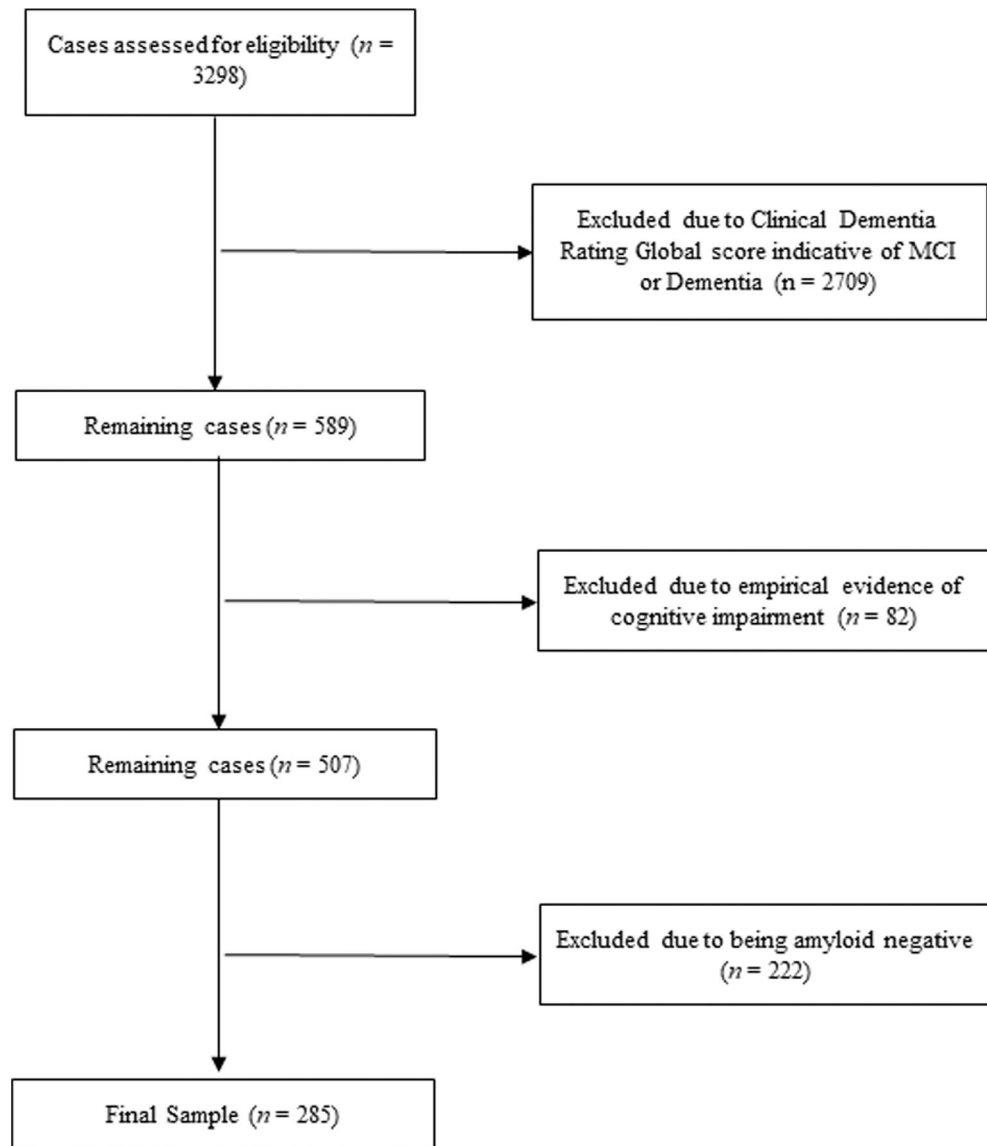 Cases assessed for eligibility (n =
3298)
Excluded due to Clinical Dementia
Rating Global score indicative of MCI
or Dementia (n = 2709)
Remaining cases (n = 589)
Excluded due to empirical evidence of
cognitive impairment (n = 82)
Remaining cases (n = 507)
Excluded due to being amyloid negative
(n = 222)
Final Sample (n = 285)